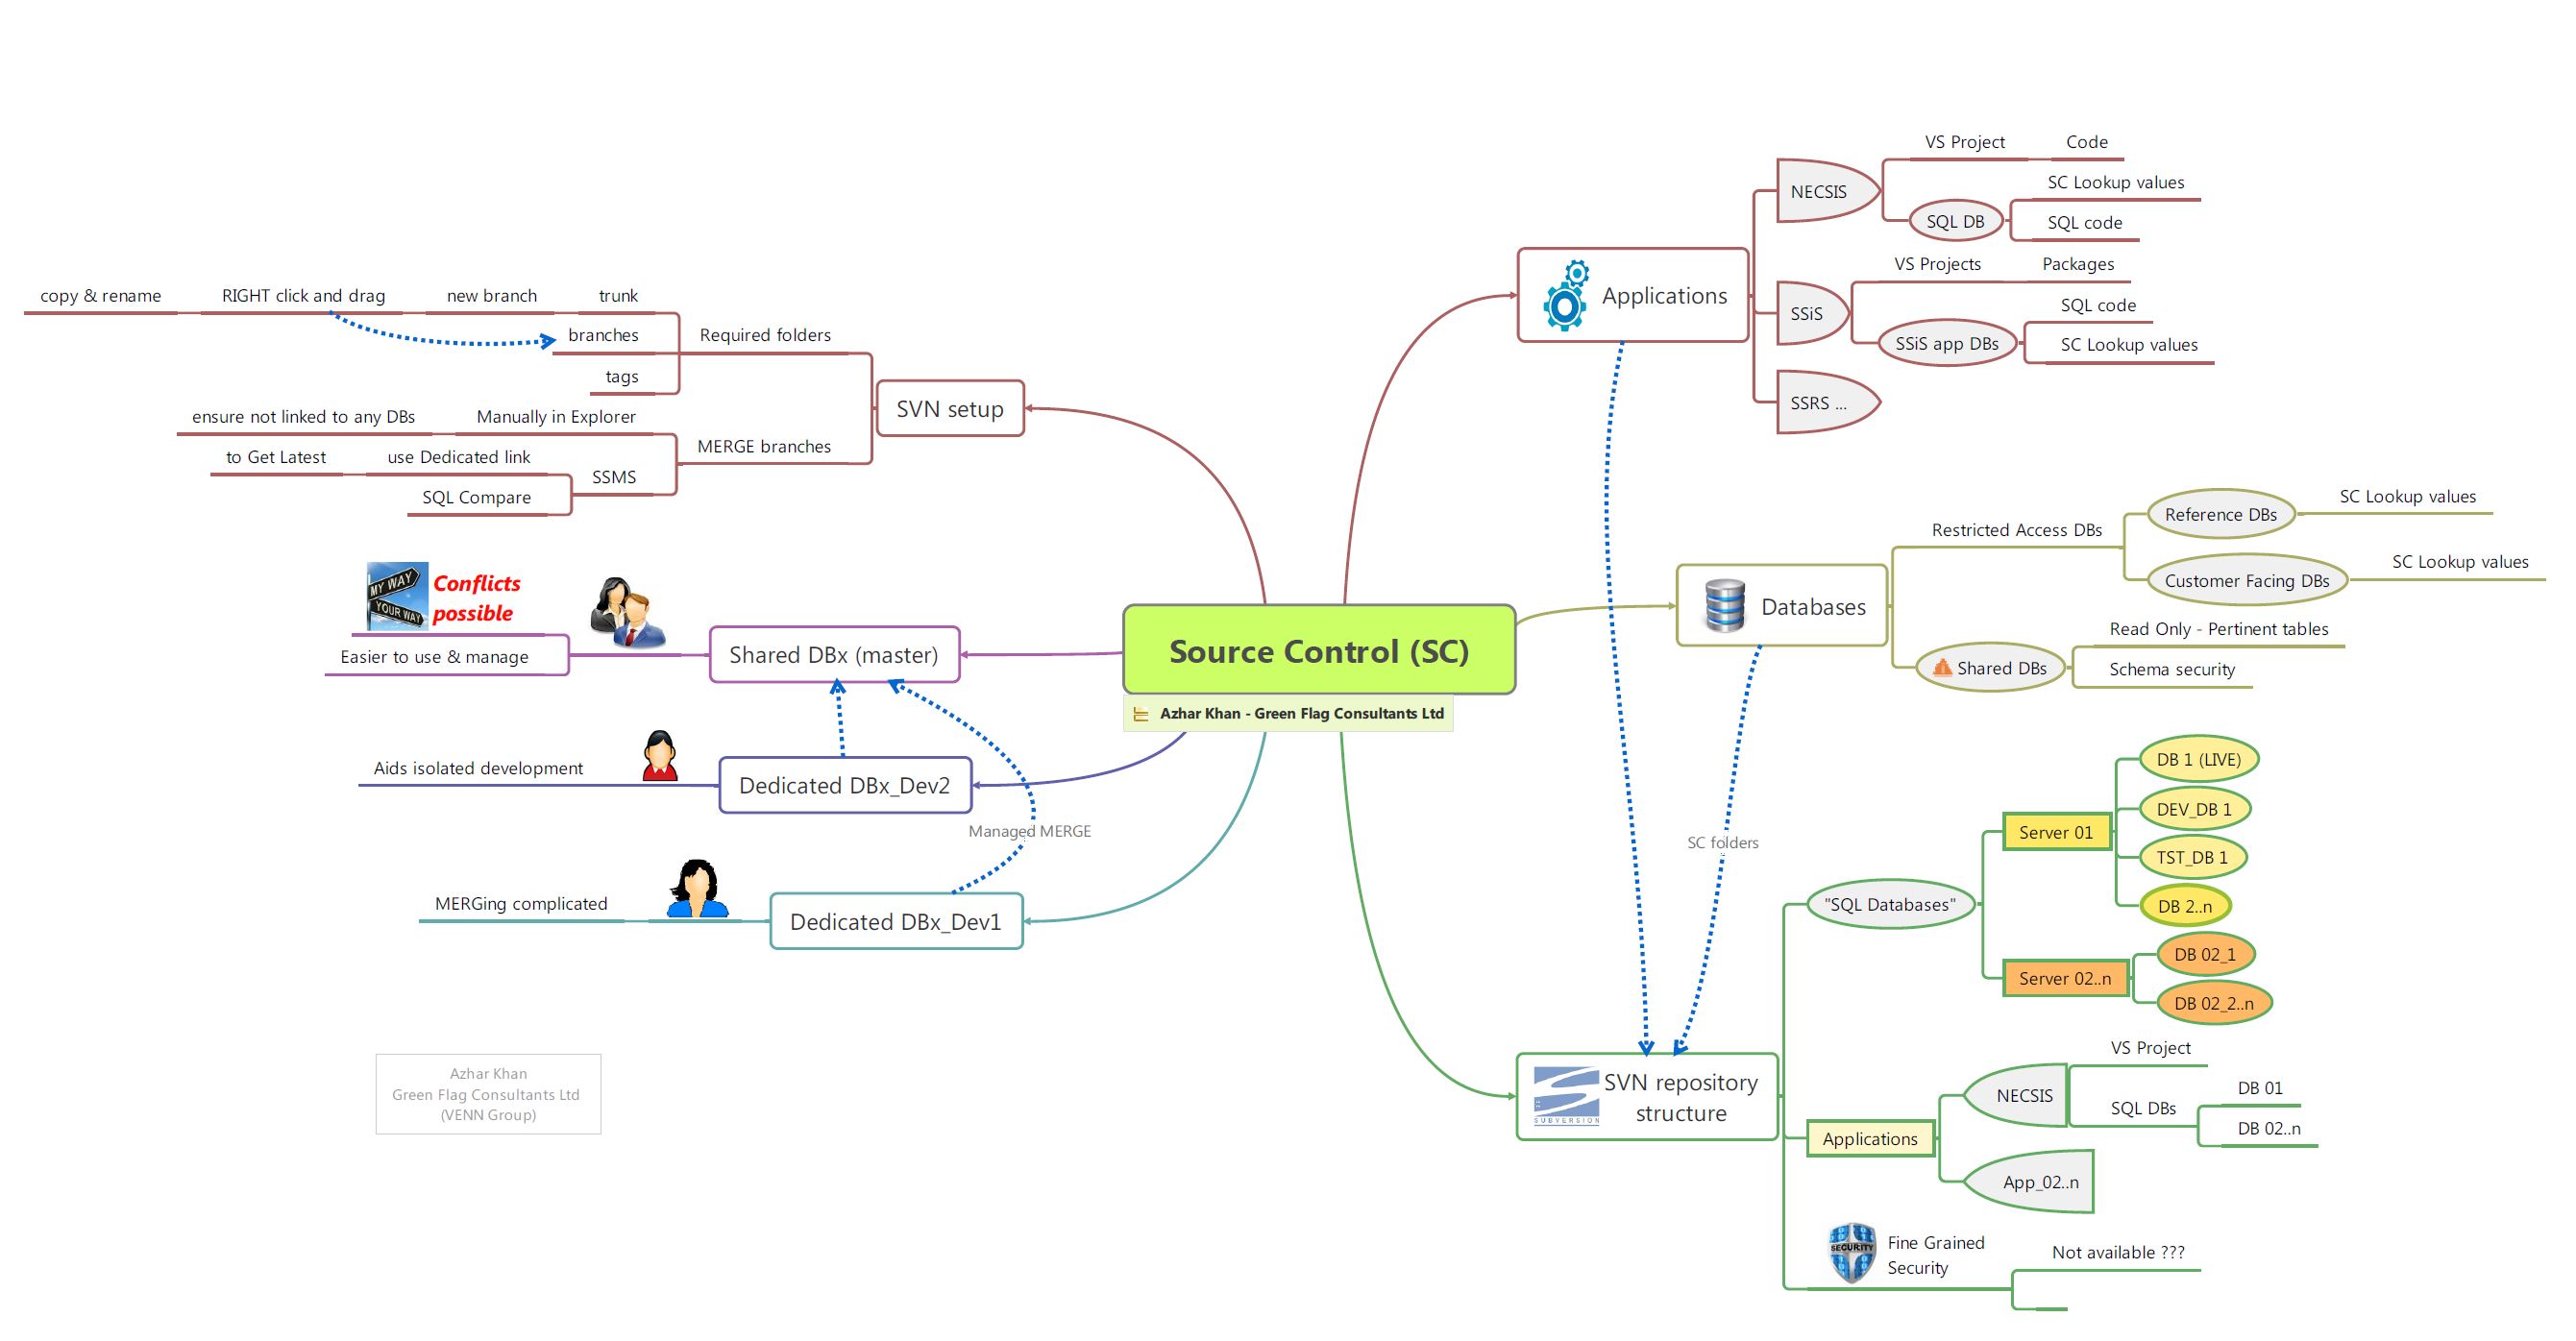 Source Control (SC)
Azhar Khan - Green Flag Consultants Ltd
Applications
NECSIS
VS Project
Code
SQL DB
SC Lookup values
SQL code
SSiS
VS Projects
Packages
SSiS app DBs
SQL code
SC Lookup values
SSRS ...
Databases
Restricted Access DBs
Reference DBs
SC Lookup values
Customer Facing DBs
SC Lookup values
Shared DBs
Read Only - Pertinent tables
Schema security
SC folders
SVN repository
structure
SUBVERSION
"SQL Databases"
Server 01
DB 1 (LIVE)
DEV_DB 1
TST_DB 1
DB 2..n
Server 02..n
DB 02_1
DB 02_2..n
Applications
NECSIS
VS Project
SQL DBs
DB 01
DB 02..n
App_02..n
SECURITY
Fine Grained
Security
Not available ???
SVN setup
Required folders
trunk
new branch
RIGHT click and drag
copy & rename
branches
tags
MERGE branches
Manually in Explorer
ensure not linked to any DBs
SSMS
use Dedicated link
to Get Latest
SQL Compare
Shared DBx (master)
MY WAY
YOUR WAY
Conflicts
possible
Easier to use & manage
Dedicated DBx_Dev2
Aids isolated development
Managed MERGE
Dedicated DBx_Dev1
MERGing complicated
Azhar Khan
Green Flag Consultants Ltd
(VENN Group)